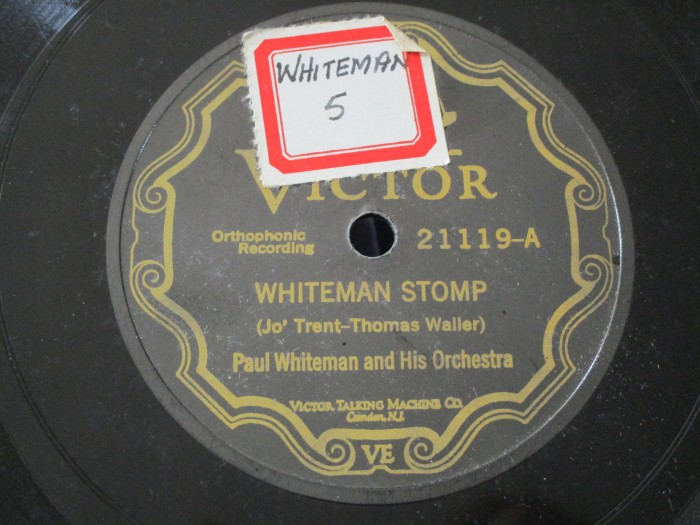 WHITEMAN
5
VICTOR
Orthophonic
Recording
21119-A
WHITEMAN STOMP
(Jo' Trent-Thomas Waller)
Paul Whiteman and His Orchestra
VICTOR TALKING MACHINE CO.
Camden, N.J.
VE